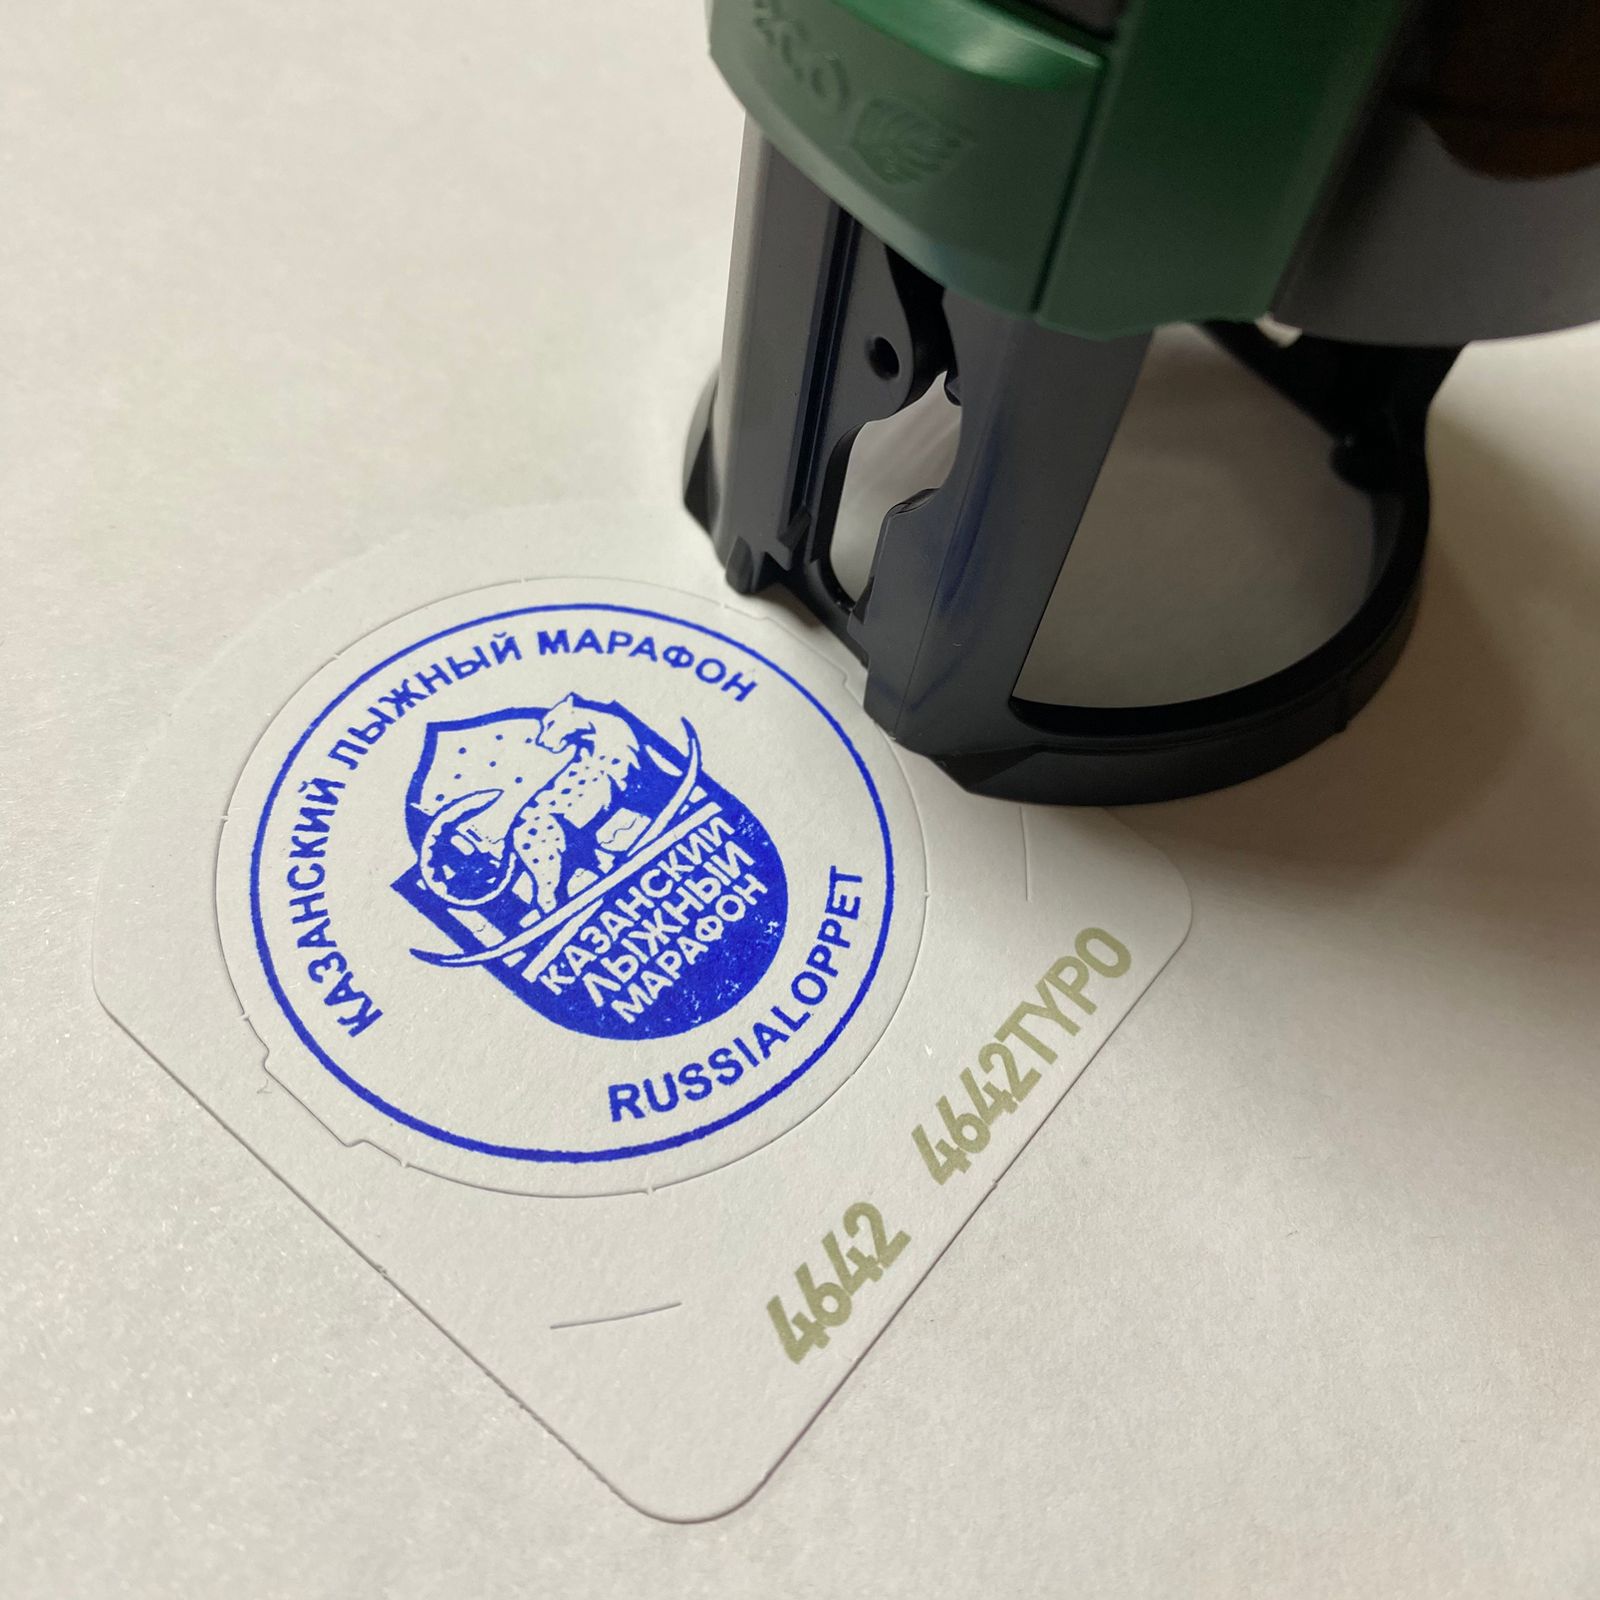 КАЗАНСКИЙ ЛЫЖНЫЙ МАРАФОН
КАЗАНСКИЙ
ЛЫЖНЫЙ
МАРАФОН
RUSSIALOPPET
4642 4642TYPO